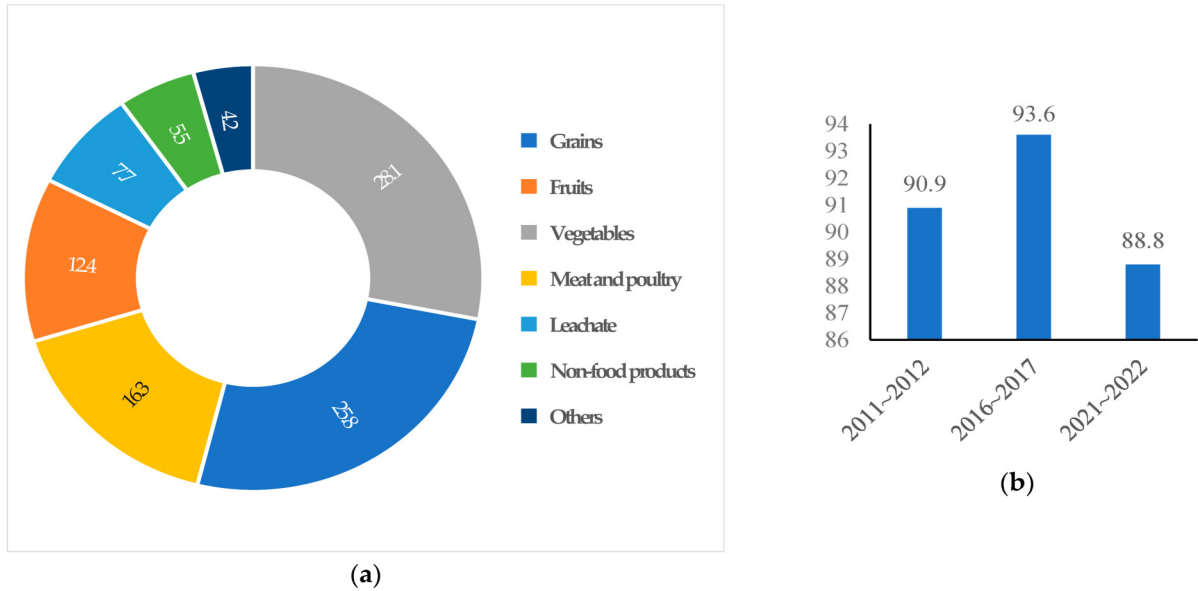 4.2
5.5
7.7
12.4
16.3
25.8
28.1
Grains
Fruits
Vegetables
Meat and poultry
Leachate
Non-food products
Others
(a)
94
93
92
91
90
89
88
87
86
90.9
93.6
88.8
2011~2012
2016~2017
2021~2022
(b)